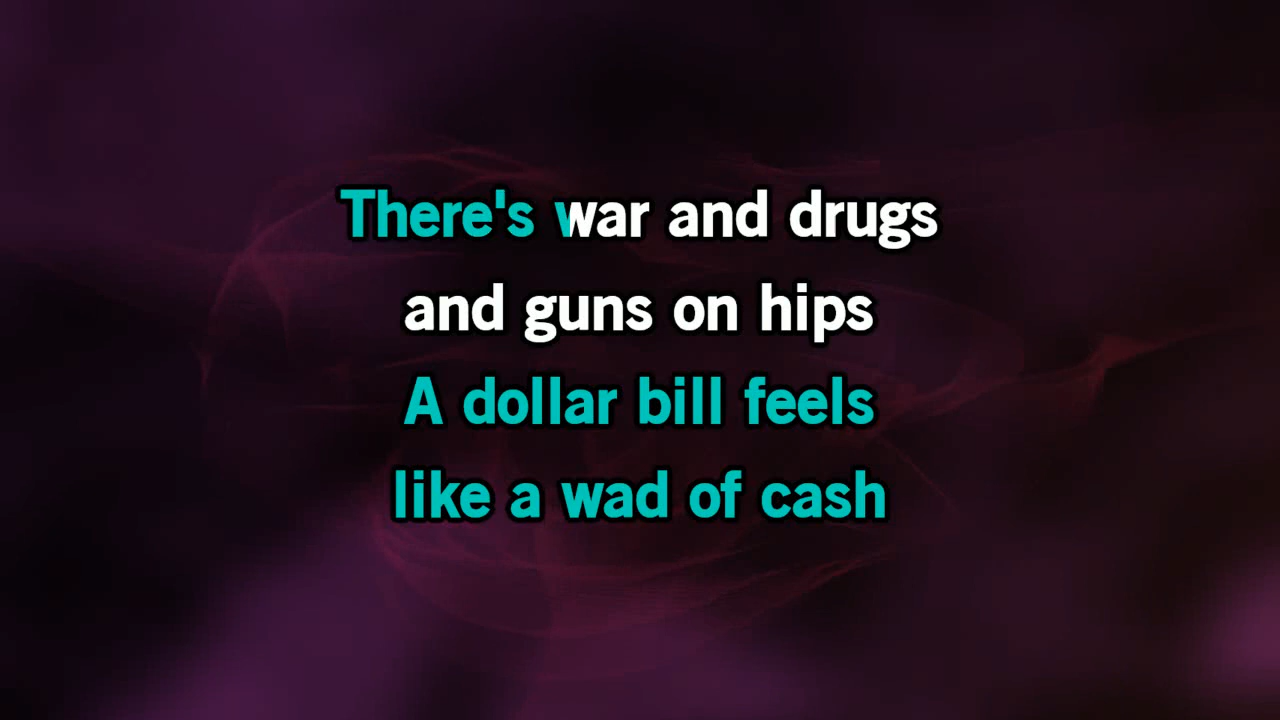 There's war and drugs
and guns on hips
A dollar bill feels
like a wad of cash